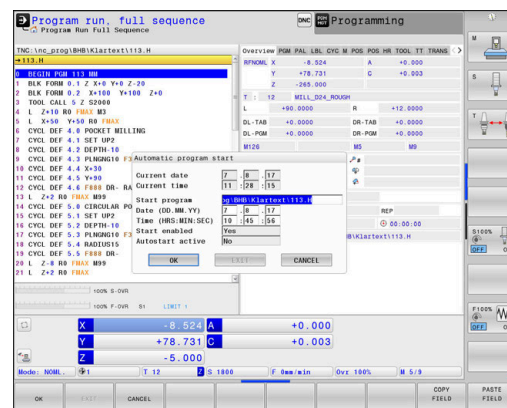 Program run, full sequence
Program Run Full Sequence
DNC
Programming
TNC:\nc_prog\BHB\Klartext\113.H
→113.H
0 BEGIN PGM 113 MM
1 BLK FORM 0.1 Z X+0 Y+0 Z-20
2 BLK FORM 0.2 X+100 Y+100 Z+0
3 TOOL CALL 5 Z S2000
4 L Z+10 R0 FMAX M3
5 L X+50 Y+50 R0 FMAX
6 CYCL DEF 4.0 POCKET MILLING
7 CYCL DEF 4.1 SET UP2
8 CYCL DEF 4.2 DEPTH-10
9 CYCL DEF 4.3 PLNGNG10 F3
10 CYCL DEF 4.4 X+30
11 CYCL DEF 4.5 Y+90
12 CYCL DEF 4.6 F888 DR- RA
13 L Z+2 R0 FMAX M99
14 CYCL DEF 5.0 CIRCULAR PO
15 CYCL DEF 5.1 SET UP2
16 CYCL DEF 5.2 DEPTH-10
17 CYCL DEF 5.3 PLNGNG10 F3
18 CYCL DEF 5.4 RADIUS15
19 CYCL DEF 5.5 F888 DR-
20 L Z-8 R0 FMAX M99
21 L Z+2 R0 FMAX
100% S-OVR
100% F-OVR S1 LIMIT 1
Overview PGM PAL LBL CYC M POS POS HR TOOL TT TRANS
RFNOML X -8.524 A +0.000
Y +78.731 C +0.003
Z -265.000
T : 12 MILL_D24_ROUGH
L +90.0000 R +12.0000
DL-TAB +0.0000 DR-TAB +0.0000
DL-PGM +0.0000 DR-PGM +0.0000
M126 M5 M9
REP
00:00:00
B\Klartext\113.H
Automatic program start
Current date 7 .8 .17
Current time 11 :28 :15
Start program og\BHB\Klartext\113.H
Date (DD.MM.YY) 7 .8 .17
Time (HRS:MIN:SEC) 10 :45 :56
Start enabled Yes
Autostart active No
OK EXIT CANCEL
X -8.524 A +0.000
Y +78.731 C +0.003
Z -5.000
Mode: NOML. 1 T 12 Z S 1800 F 0mm/min Ovr 100% M 5/9
OK EXIT CANCEL COPY FIELD PASTE FIELD
M
S
T
S100%
OFF
F100%
OFF